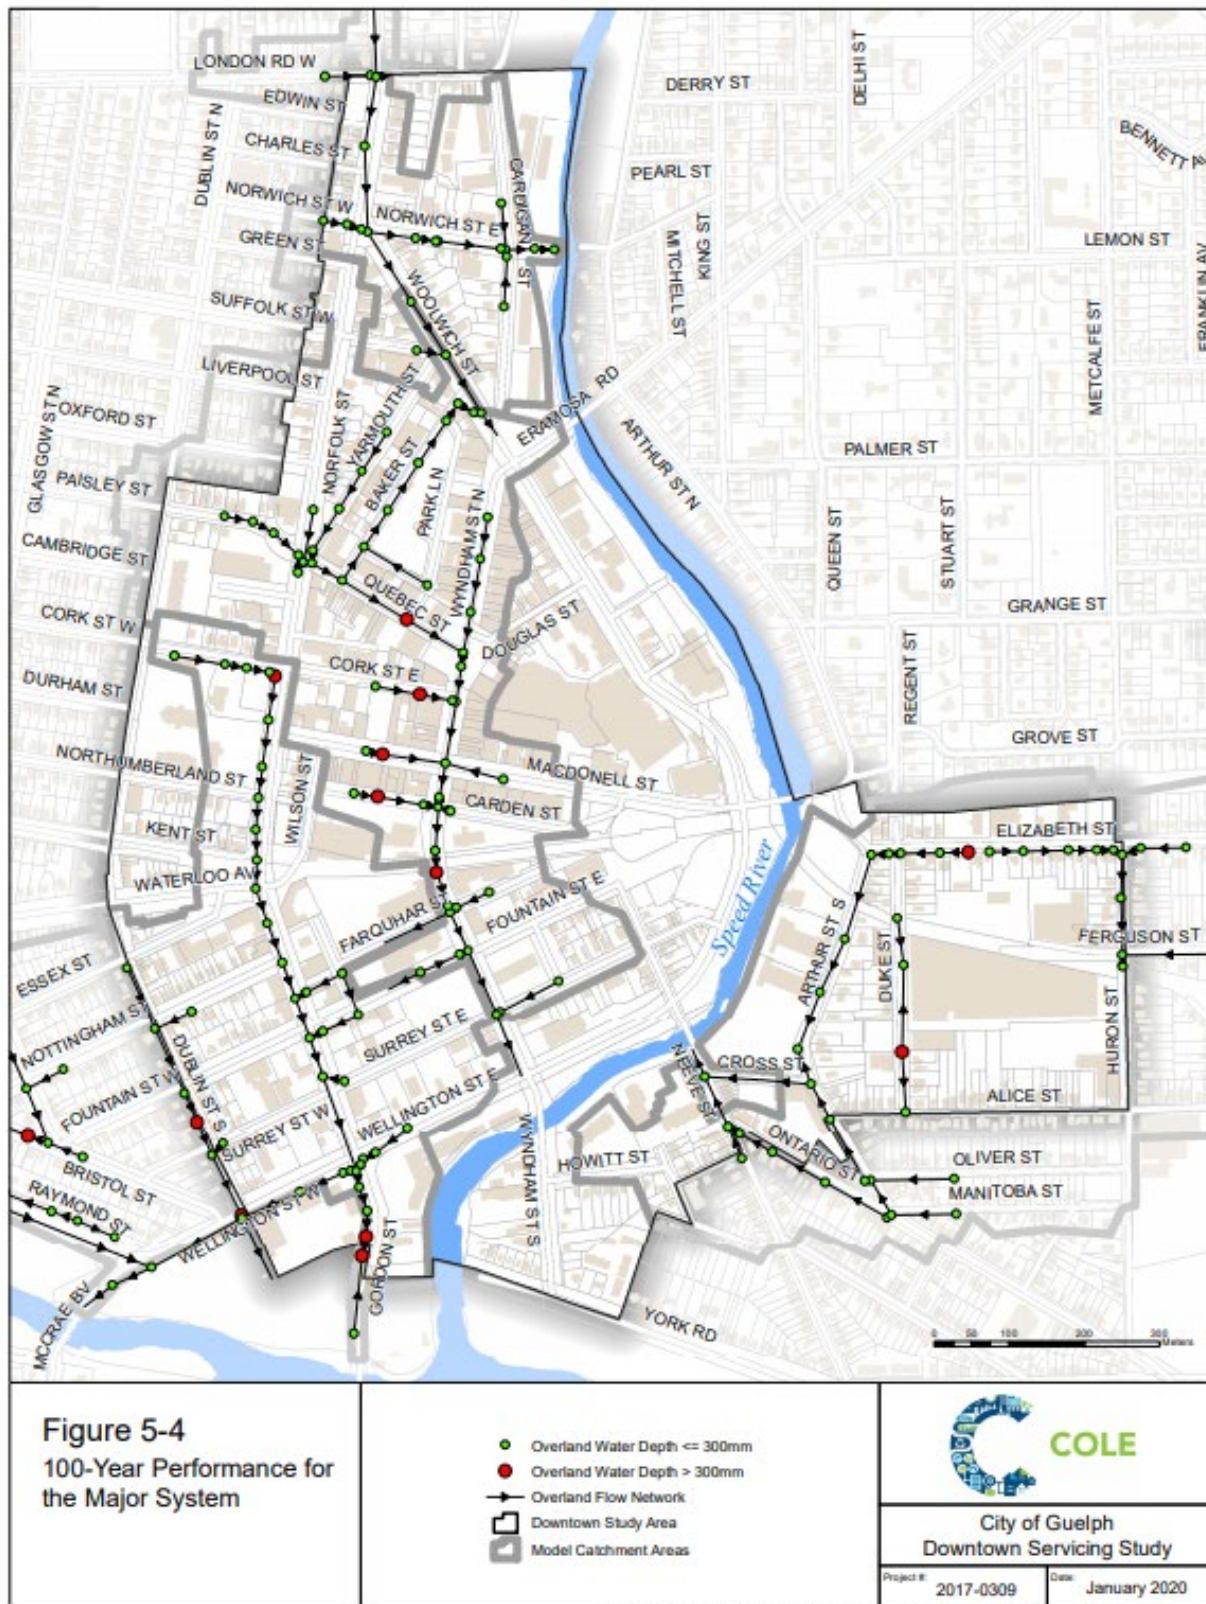 LONDON RD W
EDWIN ST
CHARLES ST
DUBLIN ST N
NORWICH ST W
NORWICH ST E
CARDIGAN ST
GREEN ST
SUFFOLK ST W
LIVERPOOL ST
WOOLWICH ST
DERRY ST
DELHI ST
BENNETT AV
PEARL ST
MITCHELL ST
KING ST
LEMON ST
FRANKLIN AV
METCALFE ST
ERAMOSA RD
ARTHUR ST N
PALMER ST
QUEEN ST
STUART ST
GRANGE ST
REGENT ST
GROVE ST
GLASGOW ST N
OXFORD ST
PAISLEY ST
CAMBRIDGE ST
CORK ST W
DURHAM ST
NORFOLK ST
YARMOUTH ST
BAKER ST
PARK LN
WYNDHAM ST N
QUEBEC ST
DOUGLAS ST
CORK ST E
NORTHUMBERLAND ST
WILSON ST
MACDONELL ST
CARDEN ST
KENT ST
WATERLOO AV
FARQUHAR ST
FOUNTAIN ST E
Speed River
ELIZABETH ST
ARTHUR ST S
DUKE ST
FERGUSON ST
HURON ST
ESSEX ST
NOTTINGHAM ST
DUBLIN ST S
SURREY ST E
FOUNTAIN ST W
SURREY ST W
WELLINGTON ST E
CROSS ST
NEEVE ST
ALICE ST
ONTARIO ST
OLIVER ST
MANITOBA ST
HOWITT ST
BRISTOL ST
RAYMOND ST
WELLINGTON ST W
GORDON ST
WYNDHAM ST S
MCCRAE BV
YORK RD
0 50 100 200 300
Meters
Figure 5-4
100-Year Performance for
the Major System
Overland Water Depth <= 300mm
Overland Water Depth > 300mm
Overland Flow Network
Downtown Study Area
Model Catchment Areas
COLE
City of Guelph
Downtown Servicing Study
Project #: 2017-0309
Date: January 2020